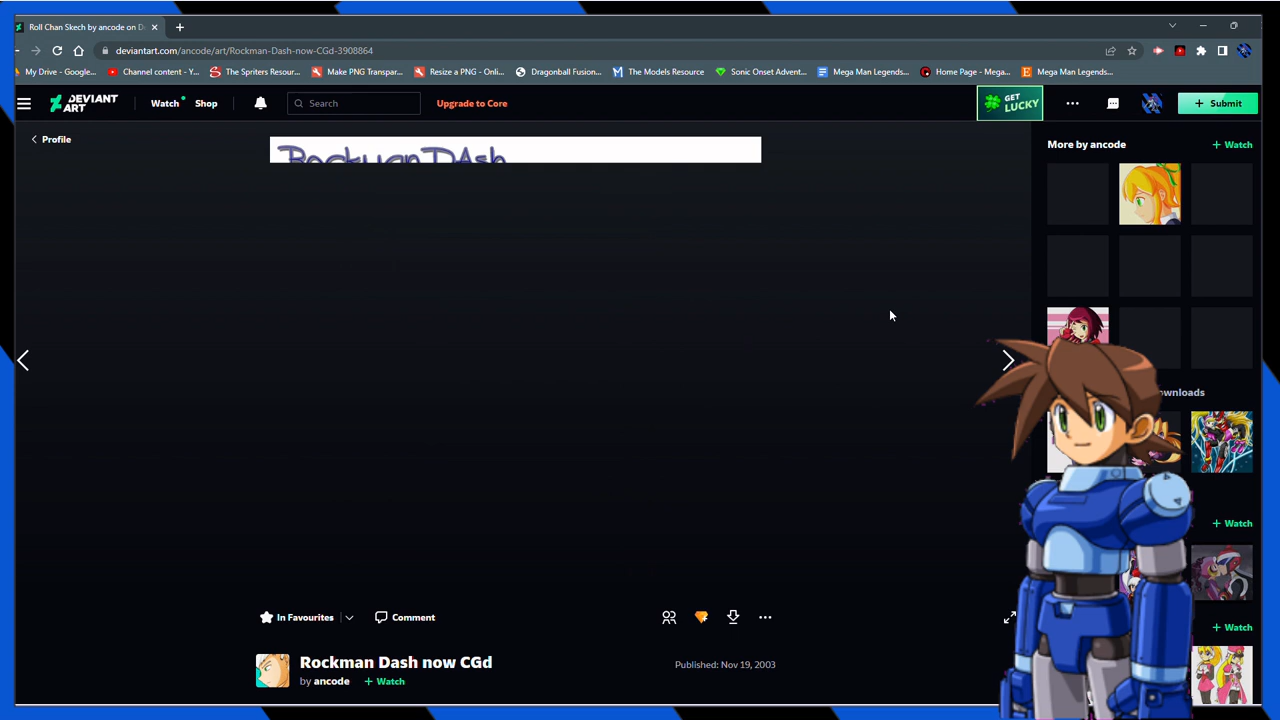 Roll Chan Skech by ancode on D
deviantart.com/ancode/art/Rockman-Dash-now-CGd-3908864
My Drive - Google...
Channel content - Y...
The Spriters Resour...
Make PNG Transpar...
Resize a PNG - Onli...
Dragonball Fusion...
The Models Resource
Sonic Onset Advent...
Mega Man Legends...
Home Page - Mega...
Mega Man Legends...
DEVIANT
ART
Watch
Shop
Search
Upgrade to Core
GET
LUCKY
+ Submit
Profile
RockmanDAsh
More by ancode
+ Watch
wnloads
+ Watch
+ Watch
In Favourites
Comment
Rockman Dash now CGd
Published: Nov 19, 2003
by ancode
+ Watch